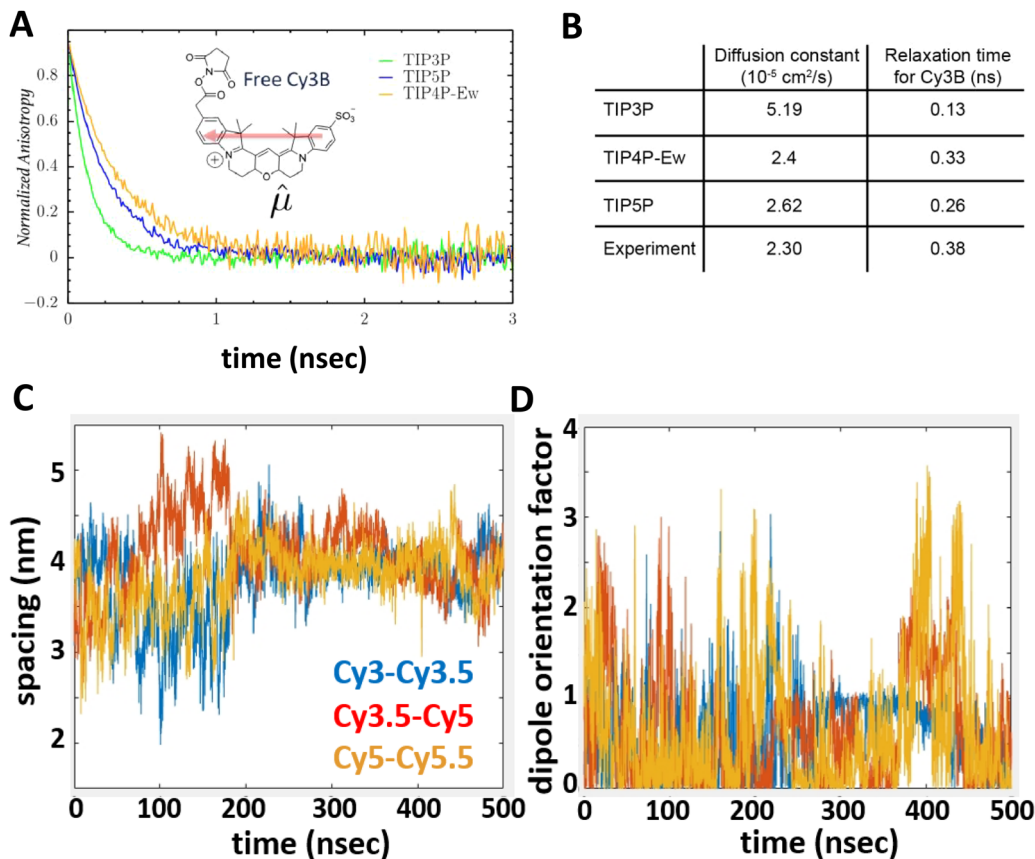 A
0.8
0.6
0.4
0.2
0
−0.2
Normalized Anisotropy
0
1
2
3
time (nsec)
Free Cy3B
TIP3P
TIP5P
TIP4P-Ew
O
N
O
O
O
SO3−
N
+
N
O
μ̂
B
Diffusion constant (10-5 cm2/s)
Relaxation time for Cy3B (ns)
TIP3P 5.19 0.13
TIP4P-Ew 2.4 0.33
TIP5P 2.62 0.26
Experiment 2.30 0.38
C
5
4
3
2
spacing (nm)
0 100 200 300 400 500
time (nsec)
Cy3-Cy3.5
Cy3.5-Cy5
Cy5-Cy5.5
D
4
3
2
1
0
dipole orientation factor
0 100 200 300 400 500
time (nsec)